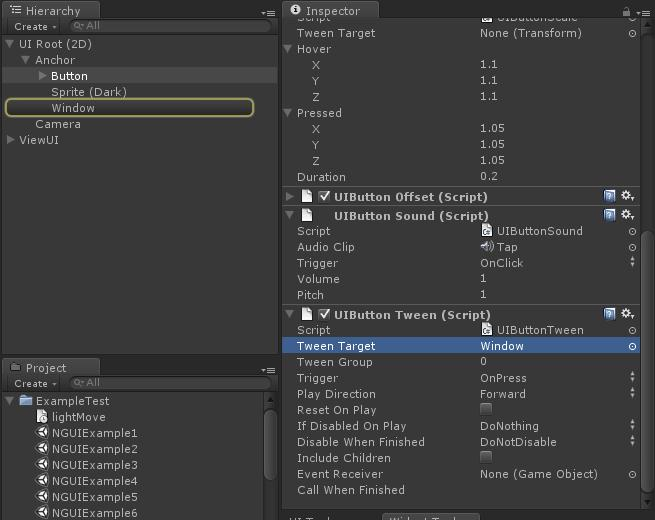 Hierarchy
Create
All
UI Root (2D)
Anchor
Button
Sprite (Dark)
Window
Camera
ViewUI
Project
Create
All
ExampleTest
lightMove
NGUIExample1
NGUIExample2
NGUIExample3
NGUIExample4
NGUIExample5
NGUIExample6
Inspector
Script UIButtonScale
Tween Target None (Transform)
Hover
X 1.1
Y 1.1
Z 1.1
Pressed
X 1.05
Y 1.05
Z 1.05
Duration 0.2
UIButton Offset (Script)
UIButton Sound (Script)
Script UIButtonSound
Audio Clip Tap
Trigger OnClick
Volume 1
Pitch 1
UIButton Tween (Script)
Script UIButtonTween
Tween Target Window
Tween Group 0
Trigger OnPress
Play Direction Forward
Reset On Play
If Disabled On Play DoNothing
Disable When Finished DoNotDisable
Include Children
Event Receiver None (Game Object)
Call When Finished